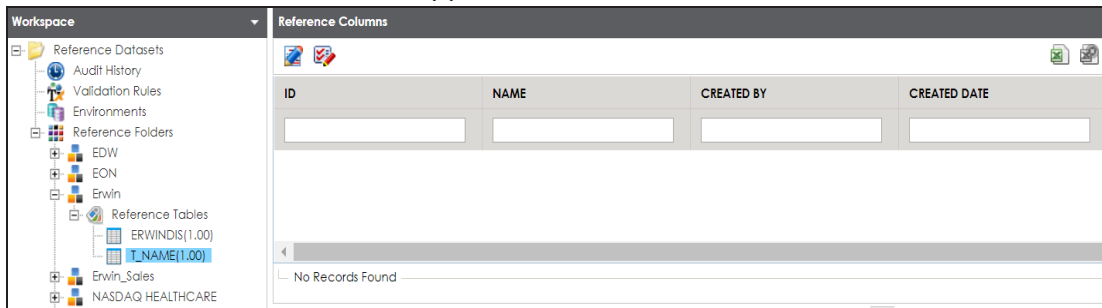 Workspace
Reference Datasets
Audit History
Validation Rules
Environments
Reference Folders
EDW
EON
Erwin
Reference Tables
ERWINDIS(1.00)
T_NAME(1.00)
Erwin_Sales
NASDAQ HEALTHCARE
Reference Columns
ID NAME CREATED BY CREATED DATE
No Records Found